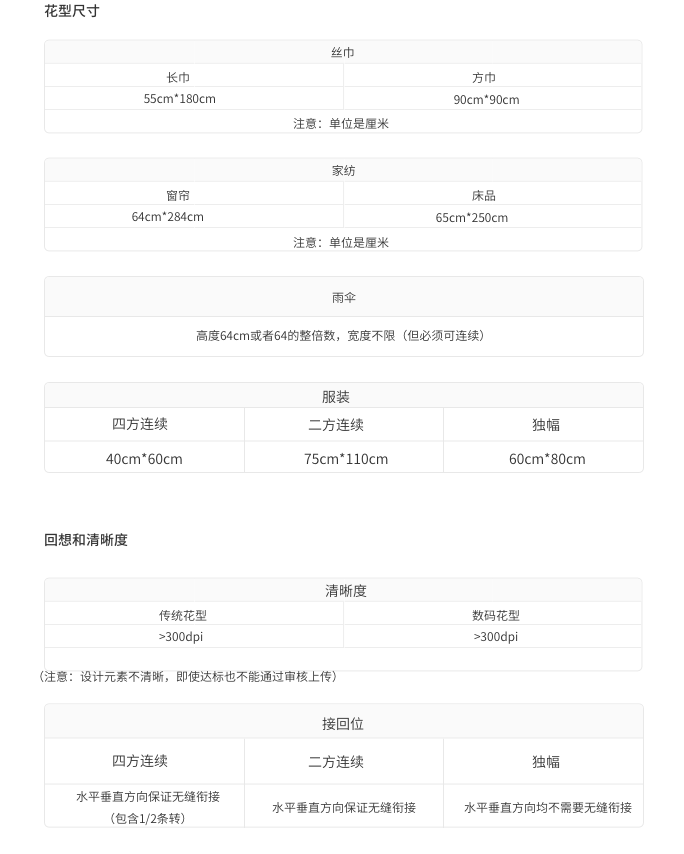 花型尺寸
丝巾
长巾 方巾
55cm*180cm 90cm*90cm
注意：单位是厘米
家纺
窗帘 床品
64cm*284cm 65cm*250cm
注意：单位是厘米
雨伞
高度64cm或者64的整倍数，宽度不限（但必须可连续）
服装
四方连续 二方连续 独幅
40cm*60cm 75cm*110cm 60cm*80cm
回想和清晰度
清晰度
传统花型 数码花型
>300dpi >300dpi
（注意：设计元素不清晰，即使达标也不能通过审核上传）
接回位
四方连续 二方连续 独幅
水平垂直方向保证无缝衔接 水平垂直方向保证无缝衔接 水平垂直方向均不需要无缝衔接
（包含1/2条转）